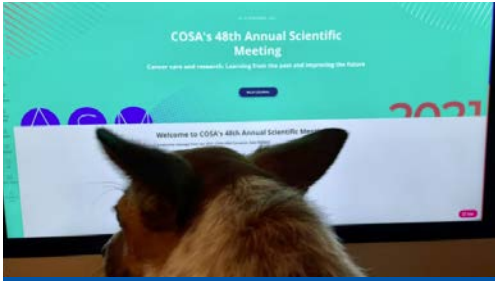 COSA's 48th Annual Scientific
Meeting
Cancer care and research: Learning from the past and improving the future
ASM
2021
Welcome to COSA's 48th Annual Scientific Mee